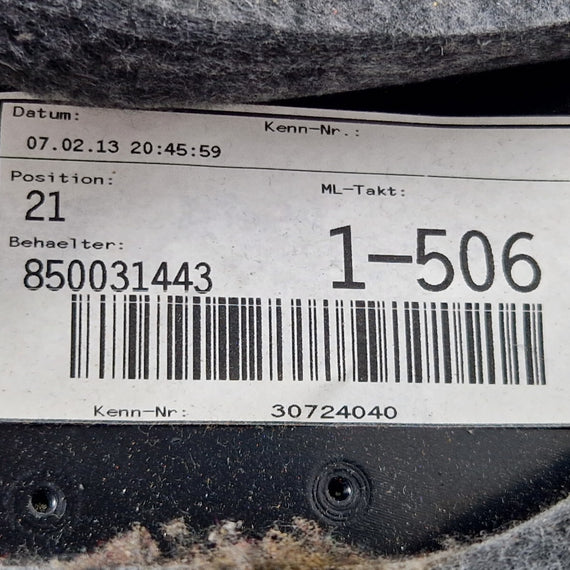 Datum:
Kenn-Nr.:
07.02.13 20:45:59
Position:
ML-Takt:
21
1-506
Behaelter:
850031443
Kenn-Nr: 30724040